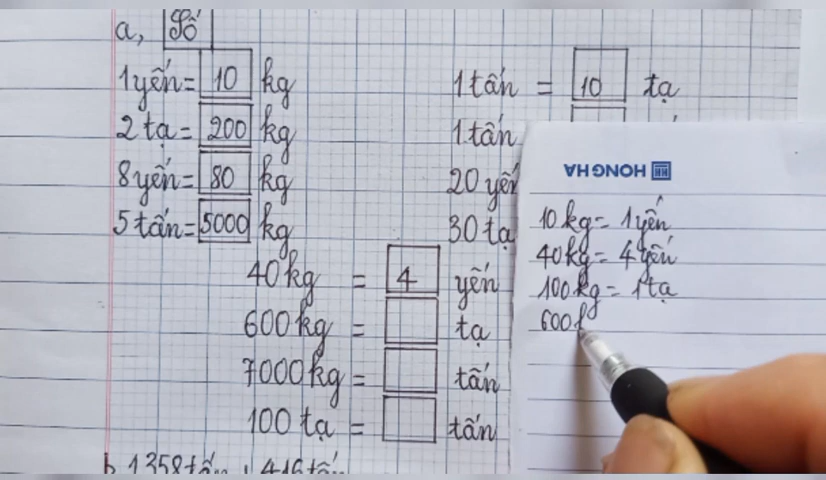 a, Số
1 yến = 10 kg
1 tấn = 10 tạ
2 tạ = 200 kg
1 tấn
8 yến = 80 kg
20 yến
5 tấn = 5000 kg
30 tạ
40 kg = 4 yến
600 kg = tạ
7000 kg = tấn
100 tạ = tấn
HONG HA
10 kg = 1 yến
40 kg = 4 yến
100 kg = 1 tạ
600